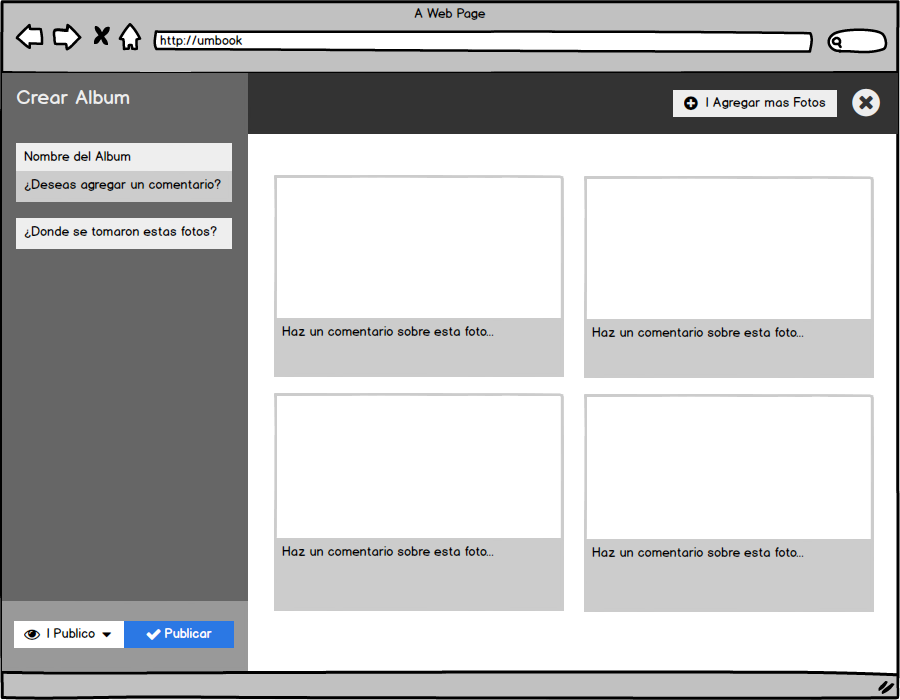 A Web Page
http://umbook
Crear Album
| Agregar mas Fotos
Nombre del Album
¿Deseas agregar un comentario?
¿Donde se tomaron estas fotos?
Haz un comentario sobre esta foto...
Haz un comentario sobre esta foto...
Haz un comentario sobre esta foto...
Haz un comentario sobre esta foto...
| Publico
Publicar